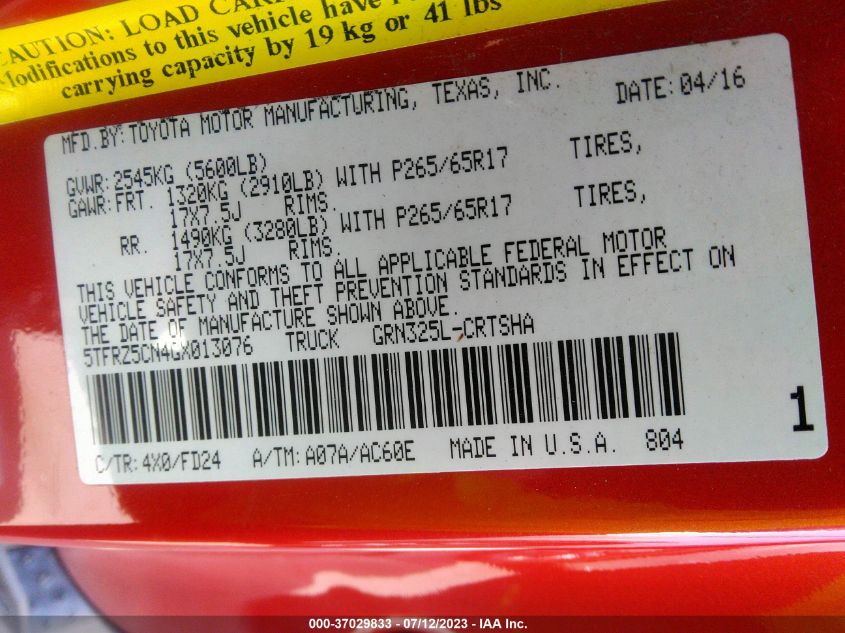 CAUTION: LOAD
Modifications to this vehicle have
carrying capacity by 19 kg or 41 lbs
MFD.BY:TOYOTA MOTOR MANUFACTURING, TEXAS, INC. DATE:04/16
GVWR:2545KG (5600LB)
GAWR:FRT. 1320KG (2910LB) WITH P265/65R17 TIRES,
17X7.5J RIMS.
RR. 1490KG (3280LB) WITH P265/65R17 TIRES,
17X7.5J RIMS.
THIS VEHICLE CONFORMS TO ALL APPLICABLE FEDERAL MOTOR
VEHICLE SAFETY AND THEFT PREVENTION STANDARDS IN EFFECT ON
THE DATE OF MANUFACTURE SHOWN ABOVE.
5TFRZ5CN4GX013076 TRUCK GRN325L-CRTSHA
1
C/TR:4X0/FD24 A/TM:A07A/AC60E MADE IN U.S.A. 804
000-37029833 - 07/12/2023 - IAA Inc.